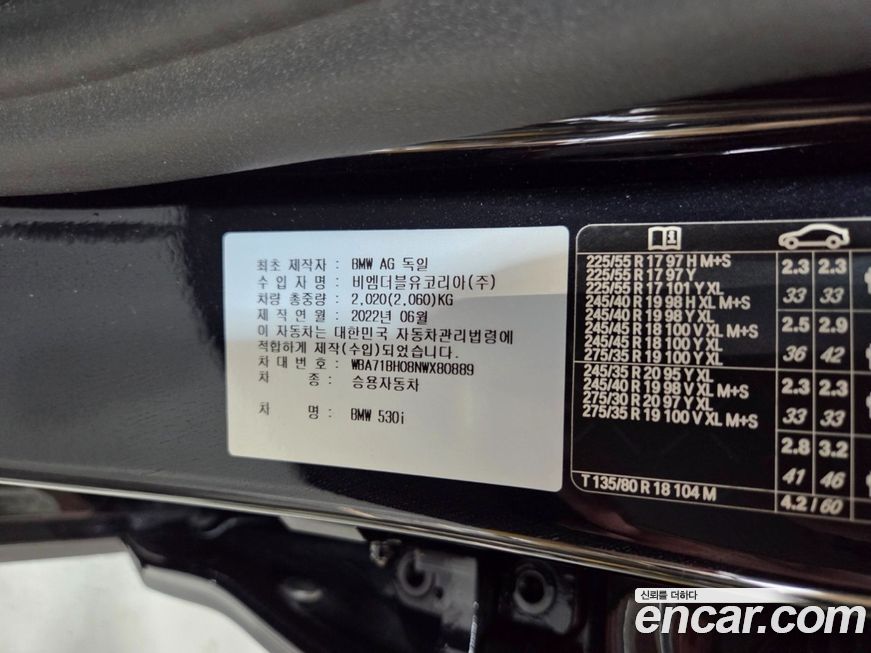 최초 제작자 : BMW AG 독일
수 입 자 명 : 비엠더블유코리아(주)
차량 총중량 : 2,020(2,060)KG
제 작 연 월 : 2022년 06월
이 자동차는 대한민국 자동차관리법령에
적합하게 제작(수입)되었습니다.
차 대 번 호 : WBA71BH08NWX80889
차 종 : 승용자동차
차 명 : BMW 530i
225/55 R 17 97 H M+S
225/55 R 17 97 Y
225/55 R 17 101 Y XL
245/40 R 19 98 H XL M+S
245/40 R 19 98 Y XL
245/45 R 18 100 V XL M+S
245/45 R 18 100 Y XL
275/35 R 19 100 Y XL
245/35 R 20 95 Y XL
245/40 R 19 98 V XL M+S
275/30 R 20 97 Y XL
275/35 R 19 100 V XL M+S
T 135/80 R 18 104 M
2.3 2.3
33 33
2.5 2.9
36 42
2.3 2.3
33 33
2.8 3.2
41 46
4.2 / 60
신뢰를 더하다
encar.com